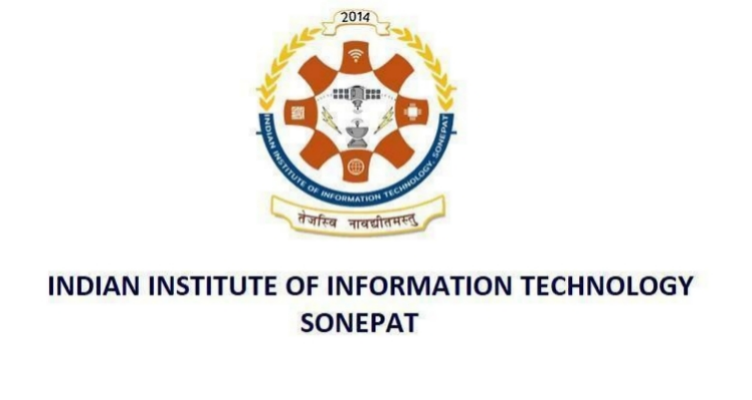 2014
INDIAN INSTITUTE OF INFORMATION TECHNOLOGY, SONEPAT
तेजस्वि नावधीतमस्तु
INDIAN INSTITUTE OF INFORMATION TECHNOLOGY
SONEPAT